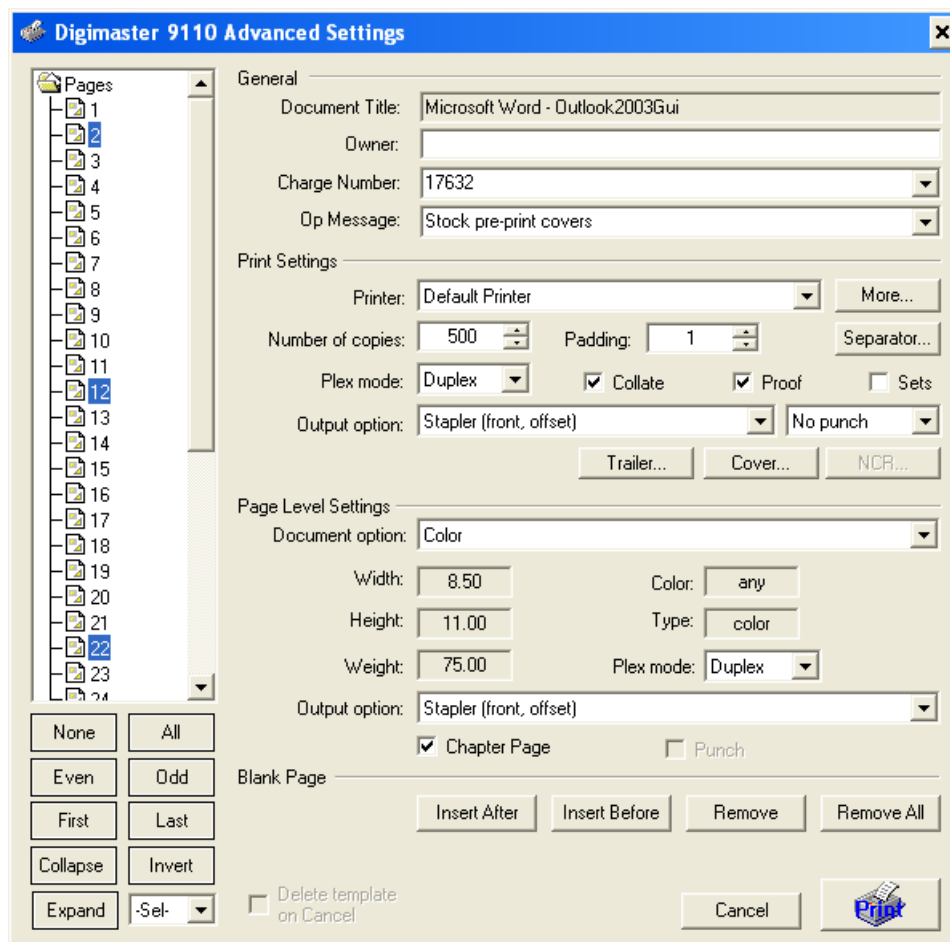 Digimaster 9110 Advanced Settings
Pages
1
2
3
4
5
6
7
8
9
10
11
12
13
14
15
16
17
18
19
20
21
22
23
24
None All
Even Odd
First Last
Collapse Invert
Expand -Sel-
General
Document Title: Microsoft Word - Outlook2003Gui
Owner:
Charge Number: 17632
Op Message: Stock pre-print covers
Print Settings
Printer: Default Printer More...
Number of copies: 500 Padding: 1 Separator...
Plex mode: Duplex Collate Proof Sets
Output option: Stapler (front, offset) No punch
Trailer... Cover... NCR...
Page Level Settings
Document option: Color
Width: 8.50 Color: any
Height: 11.00 Type: color
Weight: 75.00 Plex mode: Duplex
Output option: Stapler (front, offset)
Chapter Page Punch
Blank Page
Insert After Insert Before Remove Remove All
Delete template
on Cancel
Cancel Print